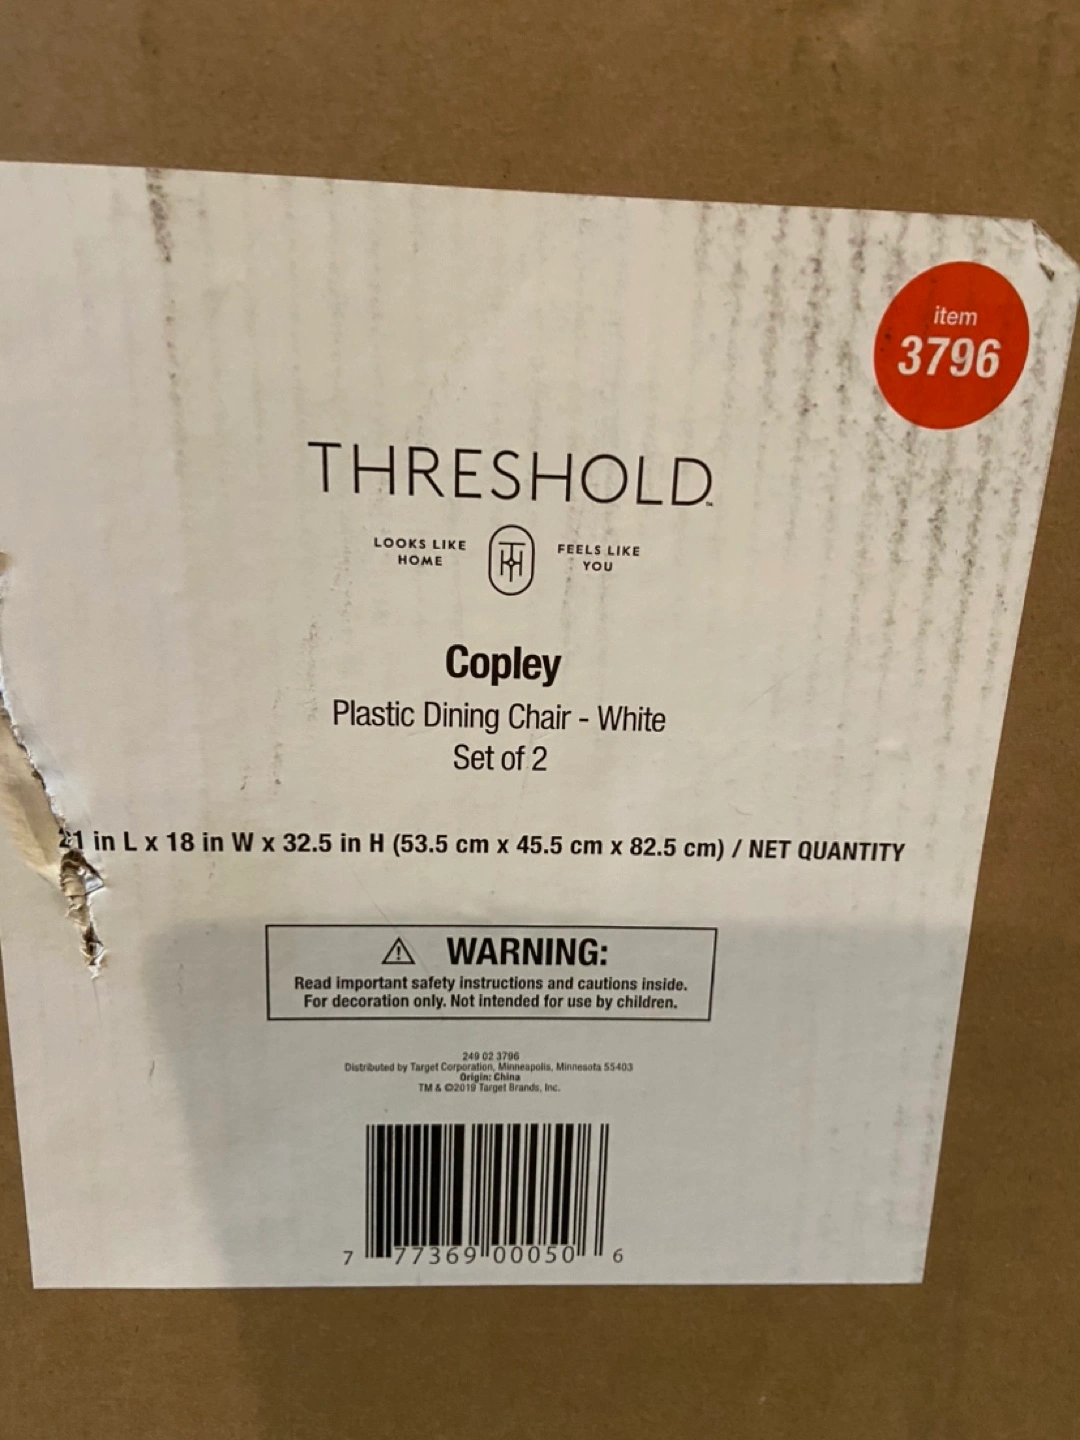 item
3796
THRESHOLD™
LOOKS LIKE HOME
FEELS LIKE YOU
Copley
Plastic Dining Chair - White
Set of 2
21 in L x 18 in W x 32.5 in H (53.5 cm x 45.5 cm x 82.5 cm) / NET QUANTITY
WARNING:
Read important safety instructions and cautions inside.
For decoration only. Not intended for use by children.
249 02 3796
Distributed by Target Corporation, Minneapolis, Minnesota 55403
Origin: China
TM & ©2019 Target Brands, Inc.
7 77369 00050 6